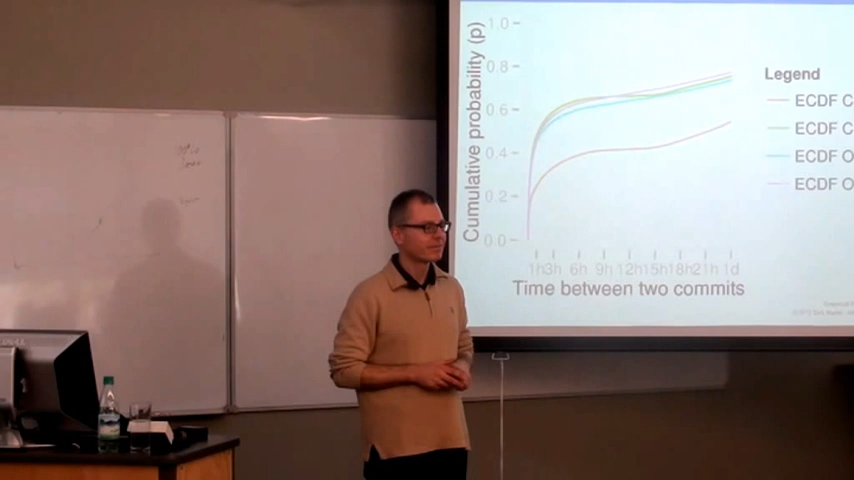 1.0
0.8
0.6
0.4
0.2
0.0
Cumulative probability (p)
1h3h 6h 9h 12h15h18h21h 1d
Time between two commits
Legend
ECDF C
ECDF C
ECDF O
ECDF O